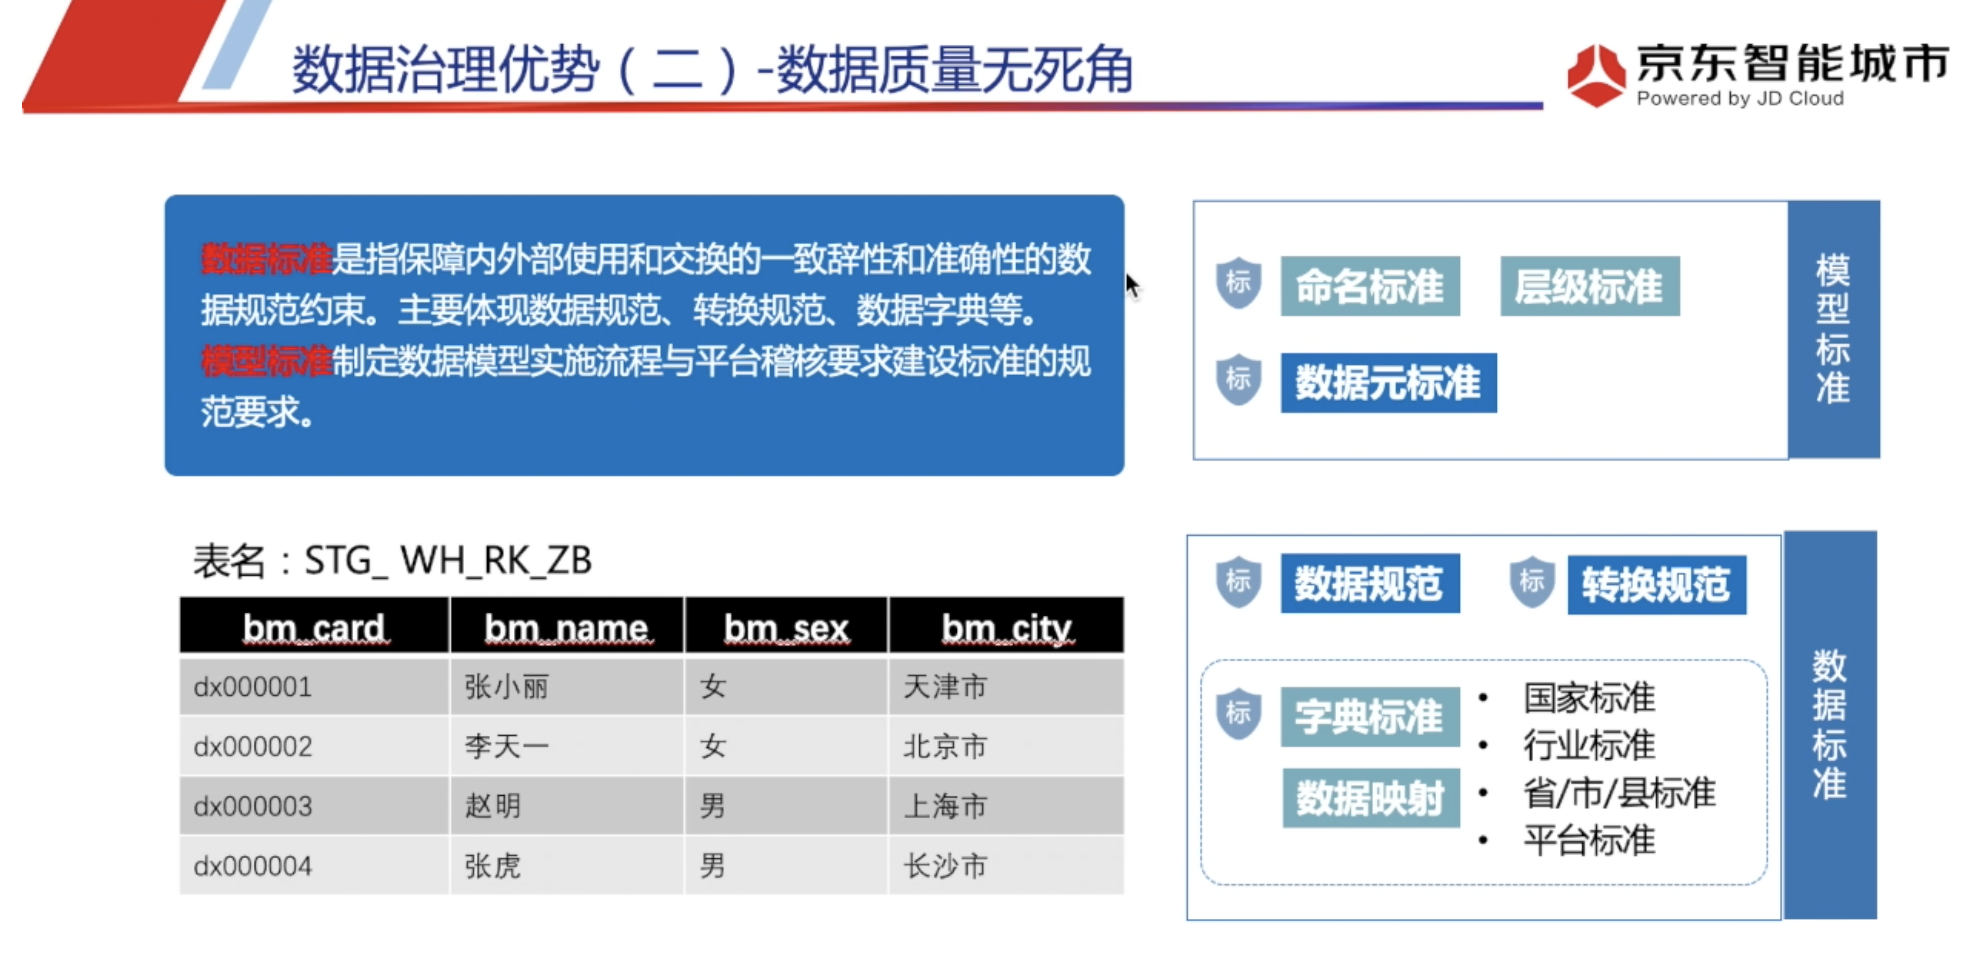 数据治理优势（二）-数据质量无死角
京东智能城市
Powered by JD Cloud
数据标准是指保障内外部使用和交换的一致辞性和准确性的数
据规范约束。主要体现数据规范、转换规范、数据字典等。
模型标准制定数据模型实施流程与平台稽核要求建设标准的规
范要求。
标 命名标准 层级标准
标 数据元标准
模型标准
表名：STG_ WH_RK_ZB
bm_card bm_name bm_sex bm_city
dx000001 张小丽 女 天津市
dx000002 李天一 女 北京市
dx000003 赵明 男 上海市
dx000004 张虎 男 长沙市
标 数据规范 标 转换规范
标 字典标准
数据映射
• 国家标准
• 行业标准
• 省/市/县标准
• 平台标准
数据标准